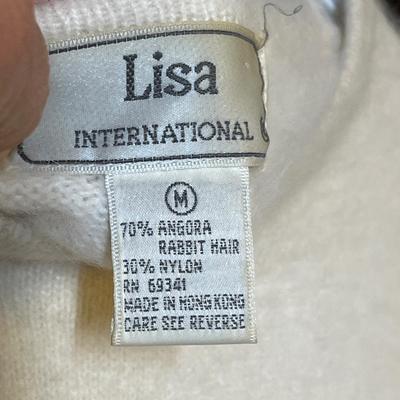 Lisa
INTERNATIONAL
M
70% ANGORA
RABBIT HAIR
30% NYLON
RN 69341
MADE IN HONG KONG
CARE SEE REVERSE